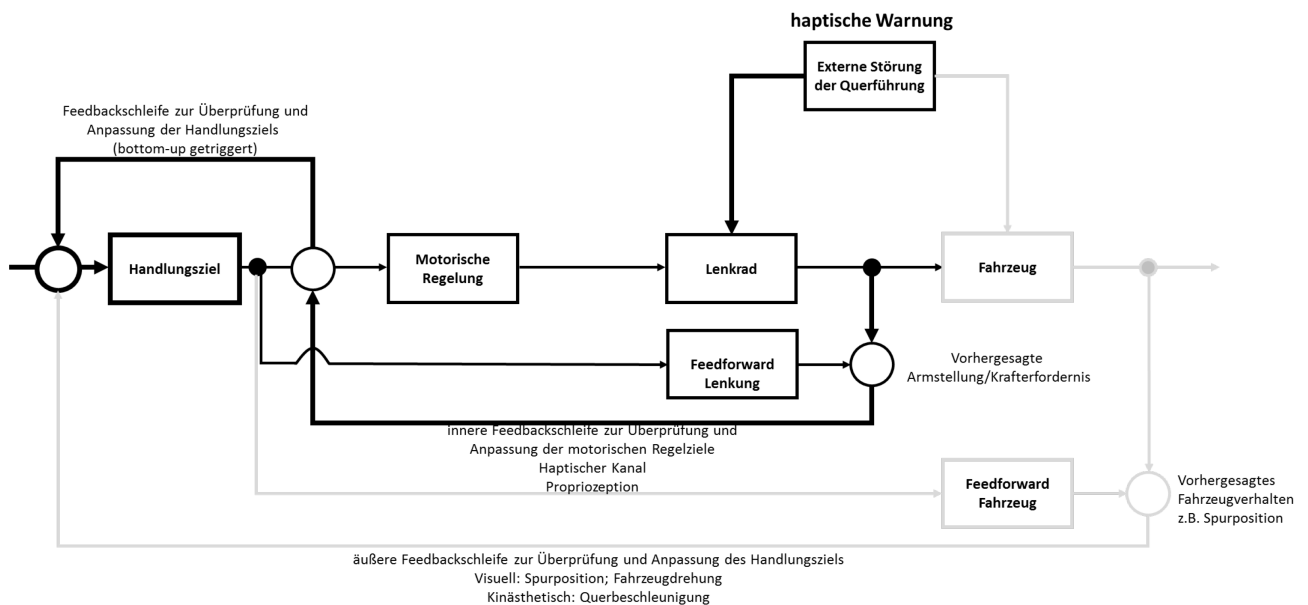 haptische Warnung
Externe Störung
der Querführung
Feedbackschleife zur Überprüfung und
Anpassung der Handlungsziels
(bottom-up getriggert)
Handlungsziel
Motorische
Regelung
Lenkrad
Fahrzeug
Feedforward
Lenkung
Vorhergesagte
Armstellung/Krafterfordernis
innere Feedbackschleife zur Überprüfung und
Anpassung der motorischen Regelziele
Haptischer Kanal
Propriozeption
Feedforward
Fahrzeug
Vorhergesagtes
Fahrzeugverhalten
z.B. Spurposition
äußere Feedbackschleife zur Überprüfung und Anpassung des Handlungsziels
Visuell: Spurposition; Fahrzeugdrehung
Kinästhetisch: Querbeschleunigung